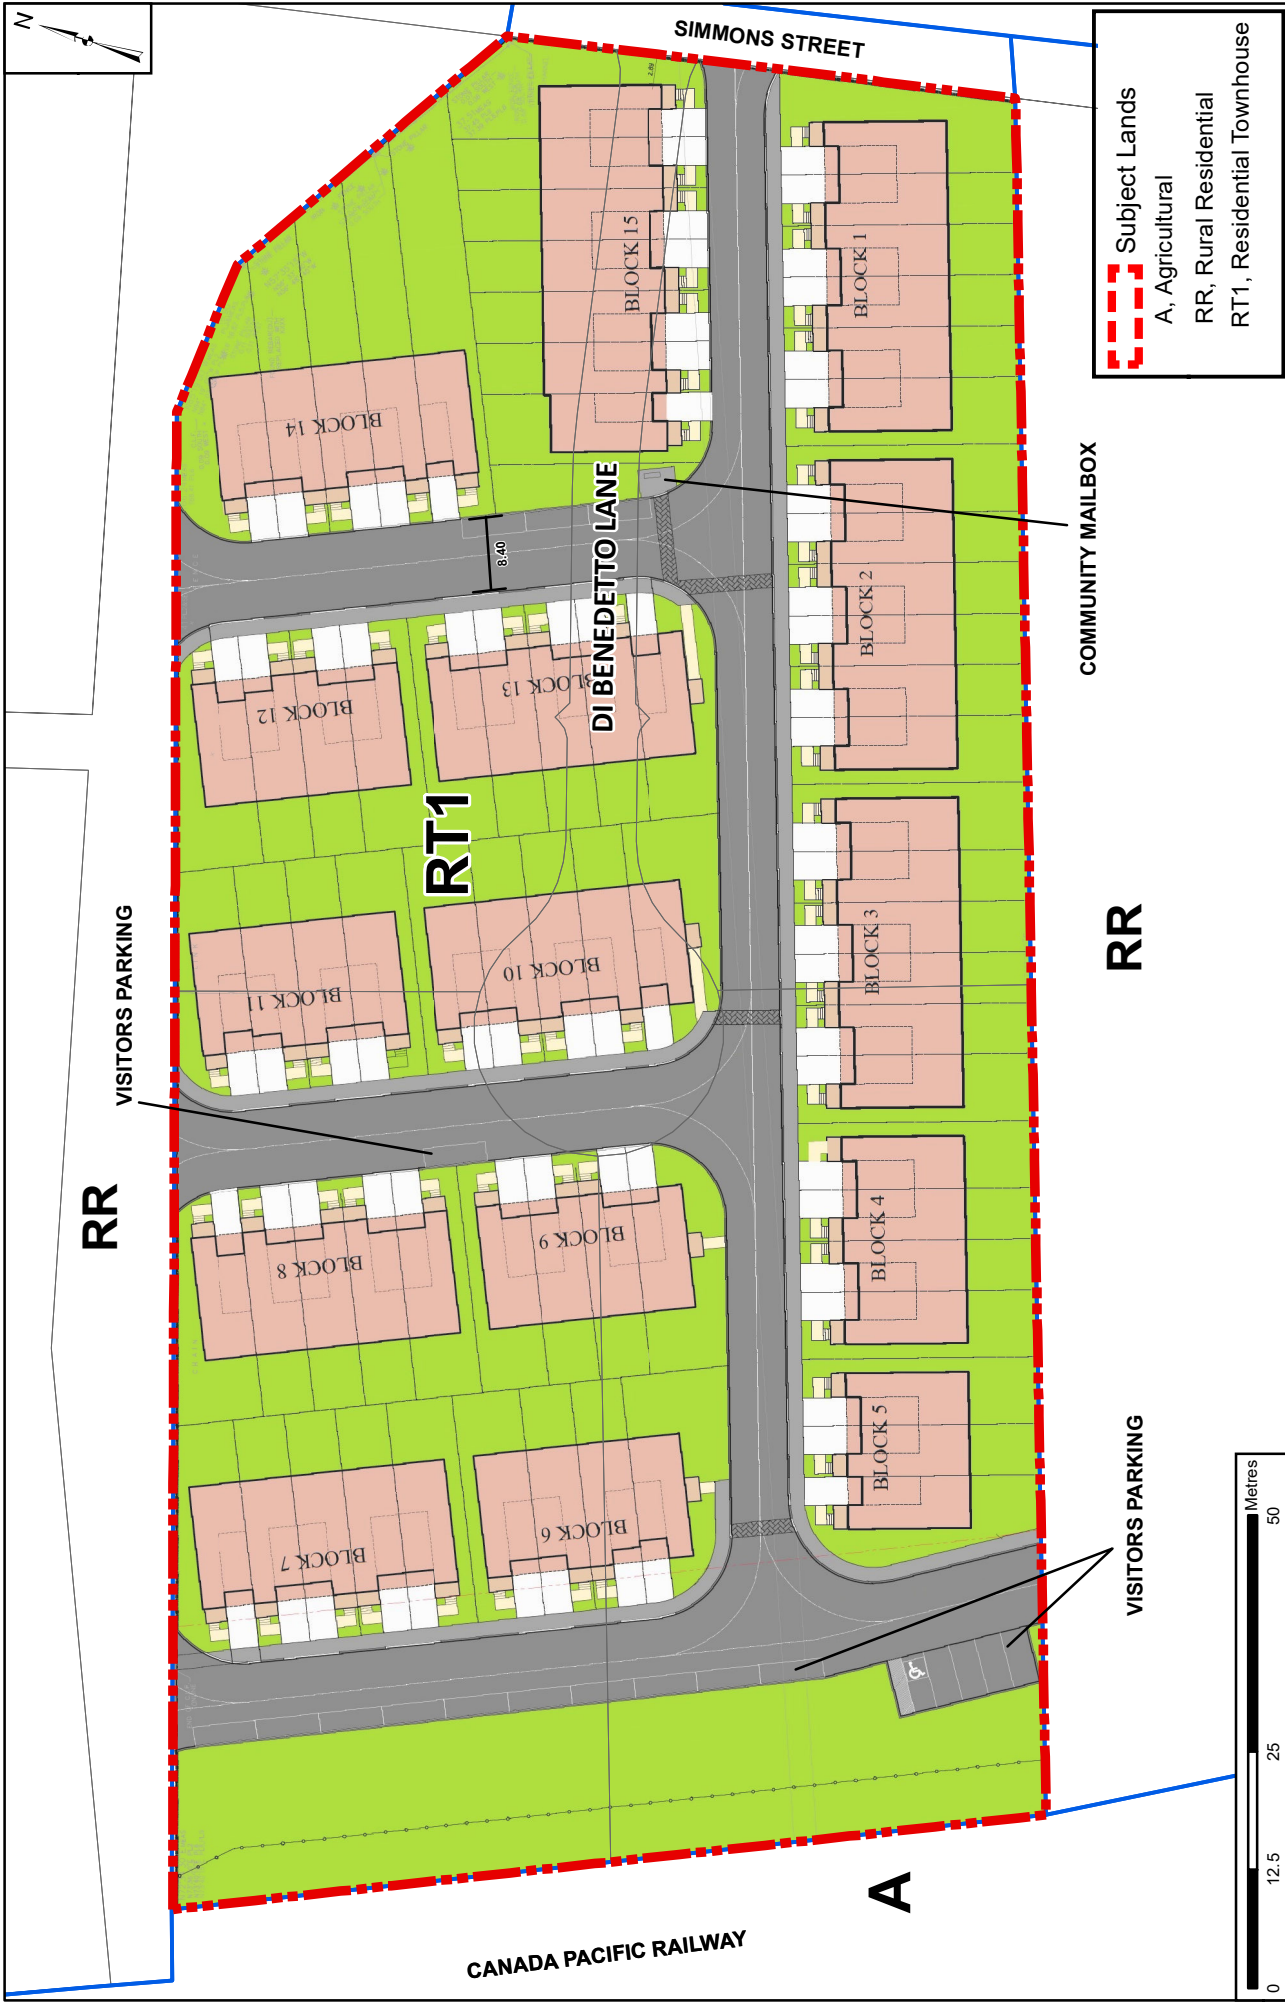 N
SIMMONS STREET
Subject Lands
A, Agricultural
RR, Rural Residential
RT1, Residential Townhouse
2.89
BLOCK 15
BLOCK 1
BLOCK 14
8.40
DI BENEDETTO LANE
COMMUNITY MAILBOX
BLOCK 2
BLOCK 12
BLOCK 13
RT1
VISITORS PARKING
RR
BLOCK 11
BLOCK 10
BLOCK 3
RR
BLOCK 8
BLOCK 9
BLOCK 4
BLOCK 7
BLOCK 6
BLOCK 5
VISITORS PARKING
A
CANADA PACIFIC RAILWAY
Metres
0 12.5 25 50